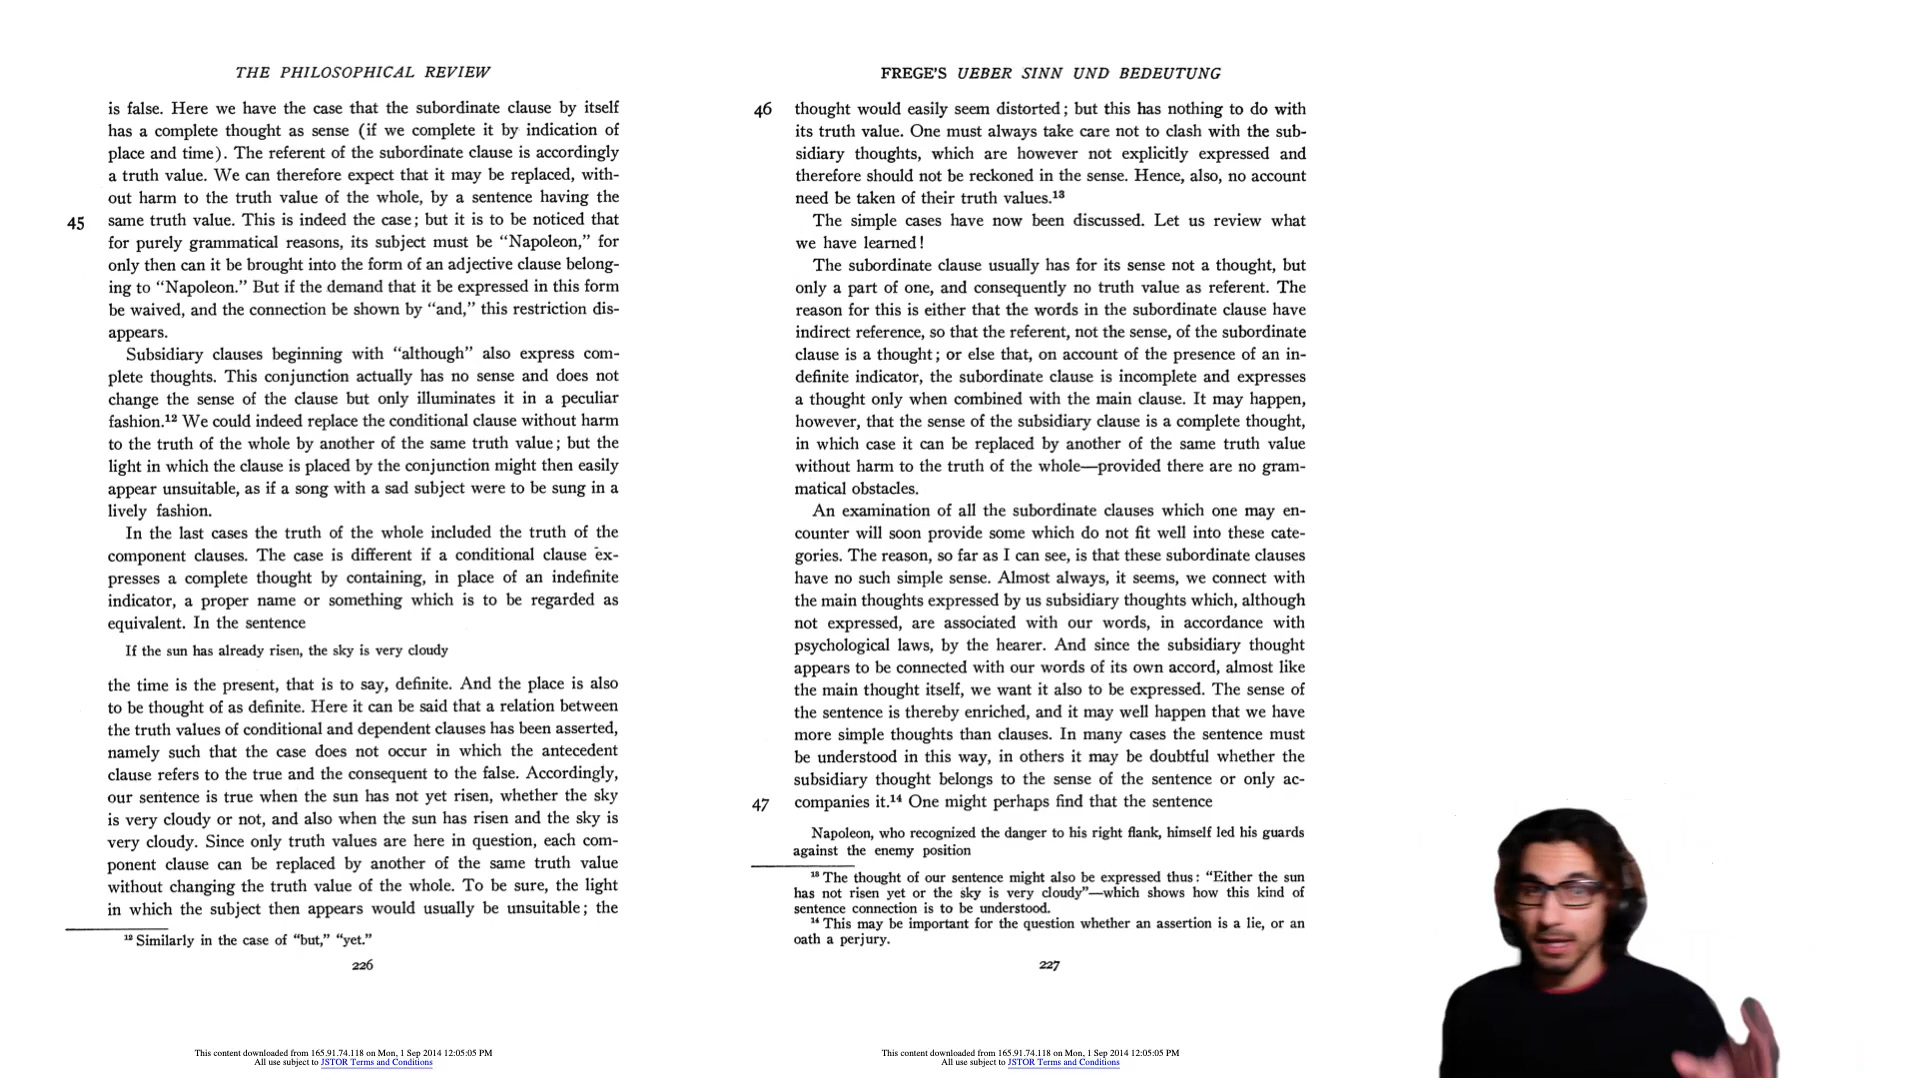 THE PHILOSOPHICAL REVIEW
is false. Here we have the case that the subordinate clause by itself
has a complete thought as sense (if we complete it by indication of
place and time). The referent of the subordinate clause is accordingly
a truth value. We can therefore expect that it may be replaced, with-
out harm to the truth value of the whole, by a sentence having the
45 same truth value. This is indeed the case; but it is to be noticed that
for purely grammatical reasons, its subject must be “Napoleon,” for
only then can it be brought into the form of an adjective clause belong-
ing to “Napoleon.” But if the demand that it be expressed in this form
be waived, and the connection be shown by “and,” this restriction dis-
appears.
Subsidiary clauses beginning with “although” also express com-
plete thoughts. This conjunction actually has no sense and does not
change the sense of the clause but only illuminates it in a peculiar
fashion.¹² We could indeed replace the conditional clause without harm
to the truth of the whole by another of the same truth value; but the
light in which the clause is placed by the conjunction might then easily
appear unsuitable, as if a song with a sad subject were to be sung in a
lively fashion.
In the last cases the truth of the whole included the truth of the
component clauses. The case is different if a conditional clause ex-
presses a complete thought by containing, in place of an indefinite
indicator, a proper name or something which is to be regarded as
equivalent. In the sentence
If the sun has already risen, the sky is very cloudy
the time is the present, that is to say, definite. And the place is also
to be thought of as definite. Here it can be said that a relation between
the truth values of conditional and dependent clauses has been asserted,
namely such that the case does not occur in which the antecedent
clause refers to the true and the consequent to the false. Accordingly,
our sentence is true when the sun has not yet risen, whether the sky
is very cloudy or not, and also when the sun has risen and the sky is
very cloudy. Since only truth values are here in question, each com-
ponent clause can be replaced by another of the same truth value
without changing the truth value of the whole. To be sure, the light
in which the subject then appears would usually be unsuitable; the
¹² Similarly in the case of “but,” “yet.”
226
This content downloaded from 165.91.74.118 on Mon, 1 Sep 2014 12:05:05 PM
All use subject to JSTOR Terms and Conditions
FREGE'S UEBER SINN UND BEDEUTUNG
46 thought would easily seem distorted; but this has nothing to do with
its truth value. One must always take care not to clash with the sub-
sidiary thoughts, which are however not explicitly expressed and
therefore should not be reckoned in the sense. Hence, also, no account
need be taken of their truth values.¹³
The simple cases have now been discussed. Let us review what
we have learned!
The subordinate clause usually has for its sense not a thought, but
only a part of one, and consequently no truth value as referent. The
reason for this is either that the words in the subordinate clause have
indirect reference, so that the referent, not the sense, of the subordinate
clause is a thought; or else that, on account of the presence of an in-
definite indicator, the subordinate clause is incomplete and expresses
a thought only when combined with the main clause. It may happen,
however, that the sense of the subsidiary clause is a complete thought,
in which case it can be replaced by another of the same truth value
without harm to the truth of the whole—provided there are no gram-
matical obstacles.
An examination of all the subordinate clauses which one may en-
counter will soon provide some which do not fit well into these cate-
gories. The reason, so far as I can see, is that these subordinate clauses
have no such simple sense. Almost always, it seems, we connect with
the main thoughts expressed by us subsidiary thoughts which, although
not expressed, are associated with our words, in accordance with
psychological laws, by the hearer. And since the subsidiary thought
appears to be connected with our words of its own accord, almost like
the main thought itself, we want it also to be expressed. The sense of
the sentence is thereby enriched, and it may well happen that we have
more simple thoughts than clauses. In many cases the sentence must
be understood in this way, in others it may be doubtful whether the
subsidiary thought belongs to the sense of the sentence or only ac-
47 companies it.¹⁴ One might perhaps find that the sentence
Napoleon, who recognized the danger to his right flank, himself led his guards
against the enemy position
¹³ The thought of our sentence might also be expressed thus: “Either the sun
has not risen yet or the sky is very cloudy”—which shows how this kind of
sentence connection is to be understood.
¹⁴ This may be important for the question whether an assertion is a lie, or an
oath a perjury.
227
This content downloaded from 165.91.74.118 on Mon, 1 Sep 2014 12:05:05 PM
All use subject to JSTOR Terms and Conditions